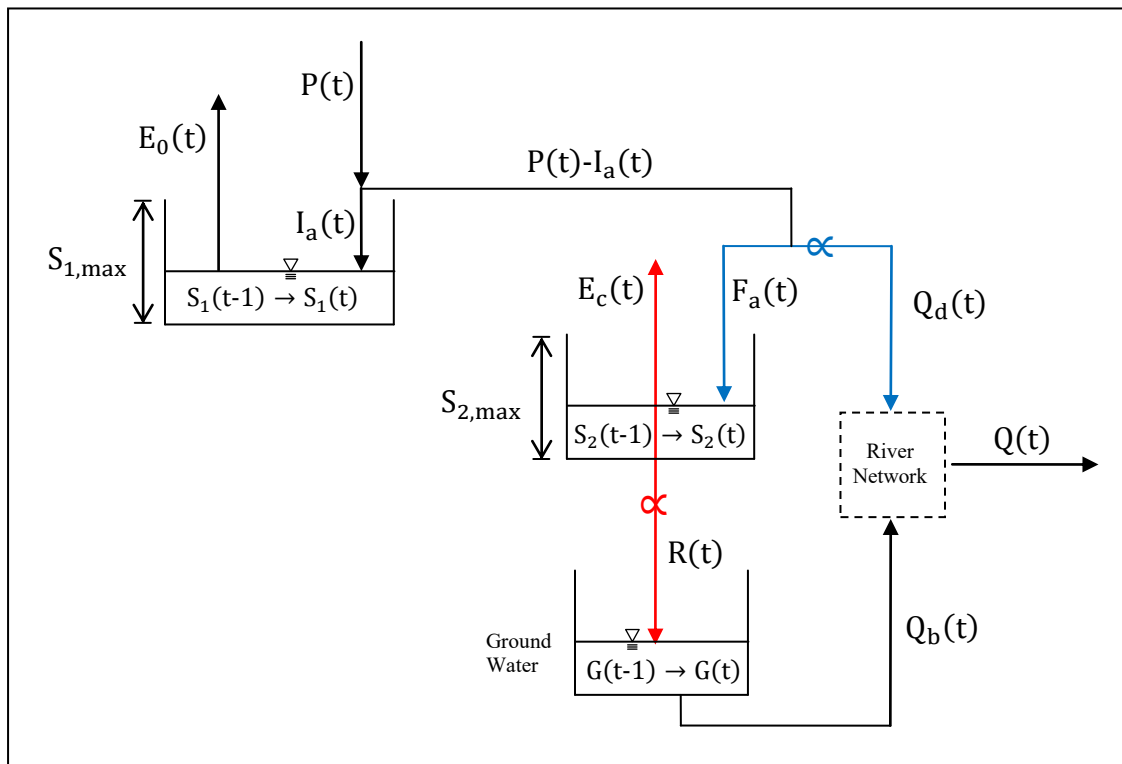 P(t)
E₀(t)
P(t)-Iₐ(t)
Iₐ(t)
S₁,max
S₁(t-1) → S₁(t)
E_c(t)
Fₐ(t)
Q_d(t)
S₂,max
S₂(t-1) → S₂(t)
River
Network
Q(t)
∝
∝
R(t)
Ground
Water
G(t-1) → G(t)
Q_b(t)